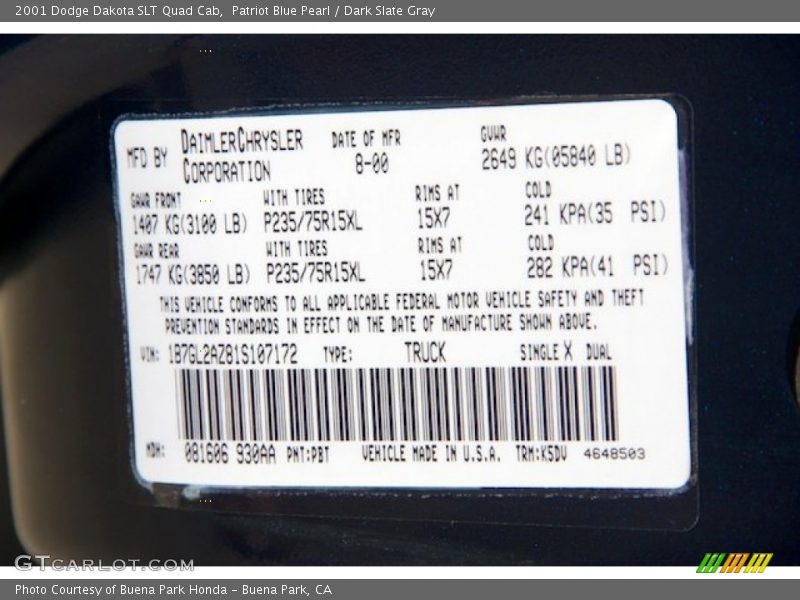 2001 Dodge Dakota SLT Quad Cab,  Patriot Blue Pearl / Dark Slate Gray
MFD BY DAIMLERCHRYSLER CORPORATION DATE OF MFR 8-00 GVWR 2649 KG(05840 LB)
GAWR FRONT WITH TIRES RIMS AT COLD
1407 KG(3100 LB) P235/75R15XL 15X7 241 KPA(35 PSI)
GAWR REAR WITH TIRES RIMS AT COLD
1747 KG(3850 LB) P235/75R15XL 15X7 282 KPA(41 PSI)
THIS VEHICLE CONFORMS TO ALL APPLICABLE FEDERAL MOTOR VEHICLE SAFETY AND THEFT
PREVENTION STANDARDS IN EFFECT ON THE DATE OF MANUFACTURE SHOWN ABOVE.
VIN: 1B7GL2AZ81S107172 TYPE: TRUCK SINGLE X DUAL
MDH: 081606 930AA PNT:PBT VEHICLE MADE IN U.S.A. TRM:K5DV 4648503
GTCARLOT.COM
Photo Courtesy of Buena Park Honda - Buena Park, CA